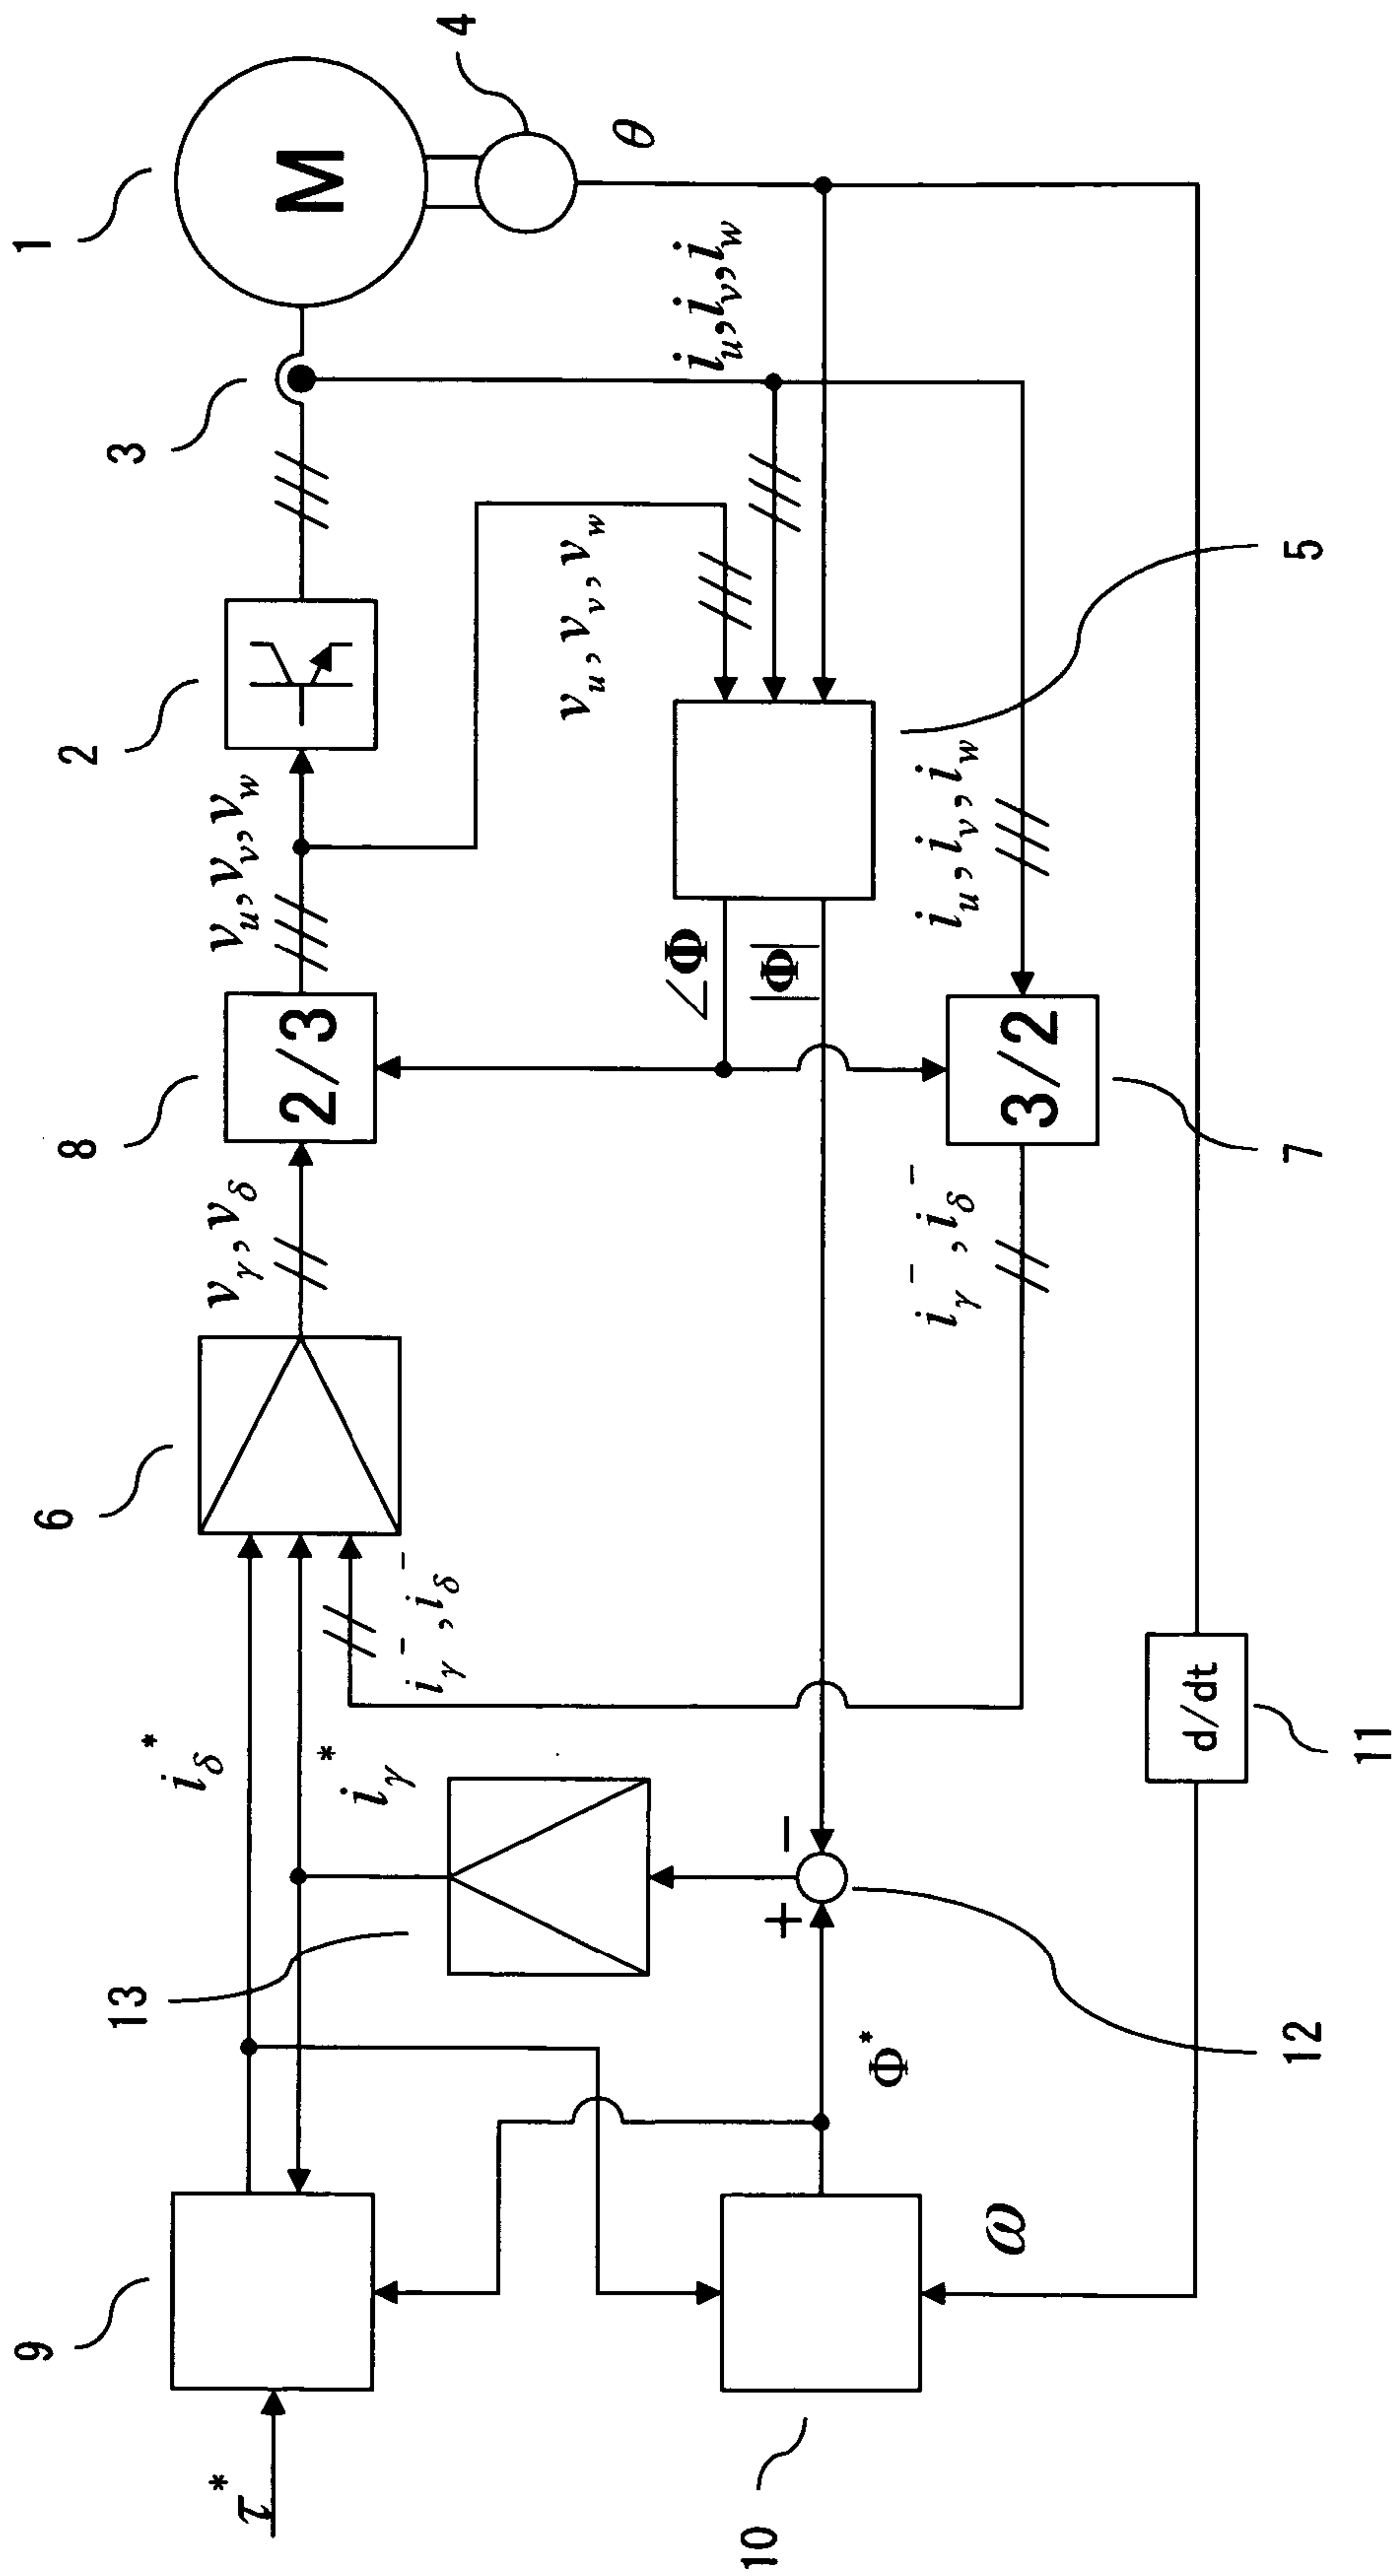 τ*
9
10
i_δ*
i_γ*
13
Φ*
ω
12
+
−
6
i_γ⁻, i_δ⁻
d/dt
11
v_γ, v_δ
8
2/3
i_γ⁻, i_δ⁻
3/2
7
∠Φ
|Φ|
v_u, v_v, v_w
2
v_u, v_v, v_w
i_u, i_v, i_w
5
3
i_u, i_v, i_w
1
M
4
θ